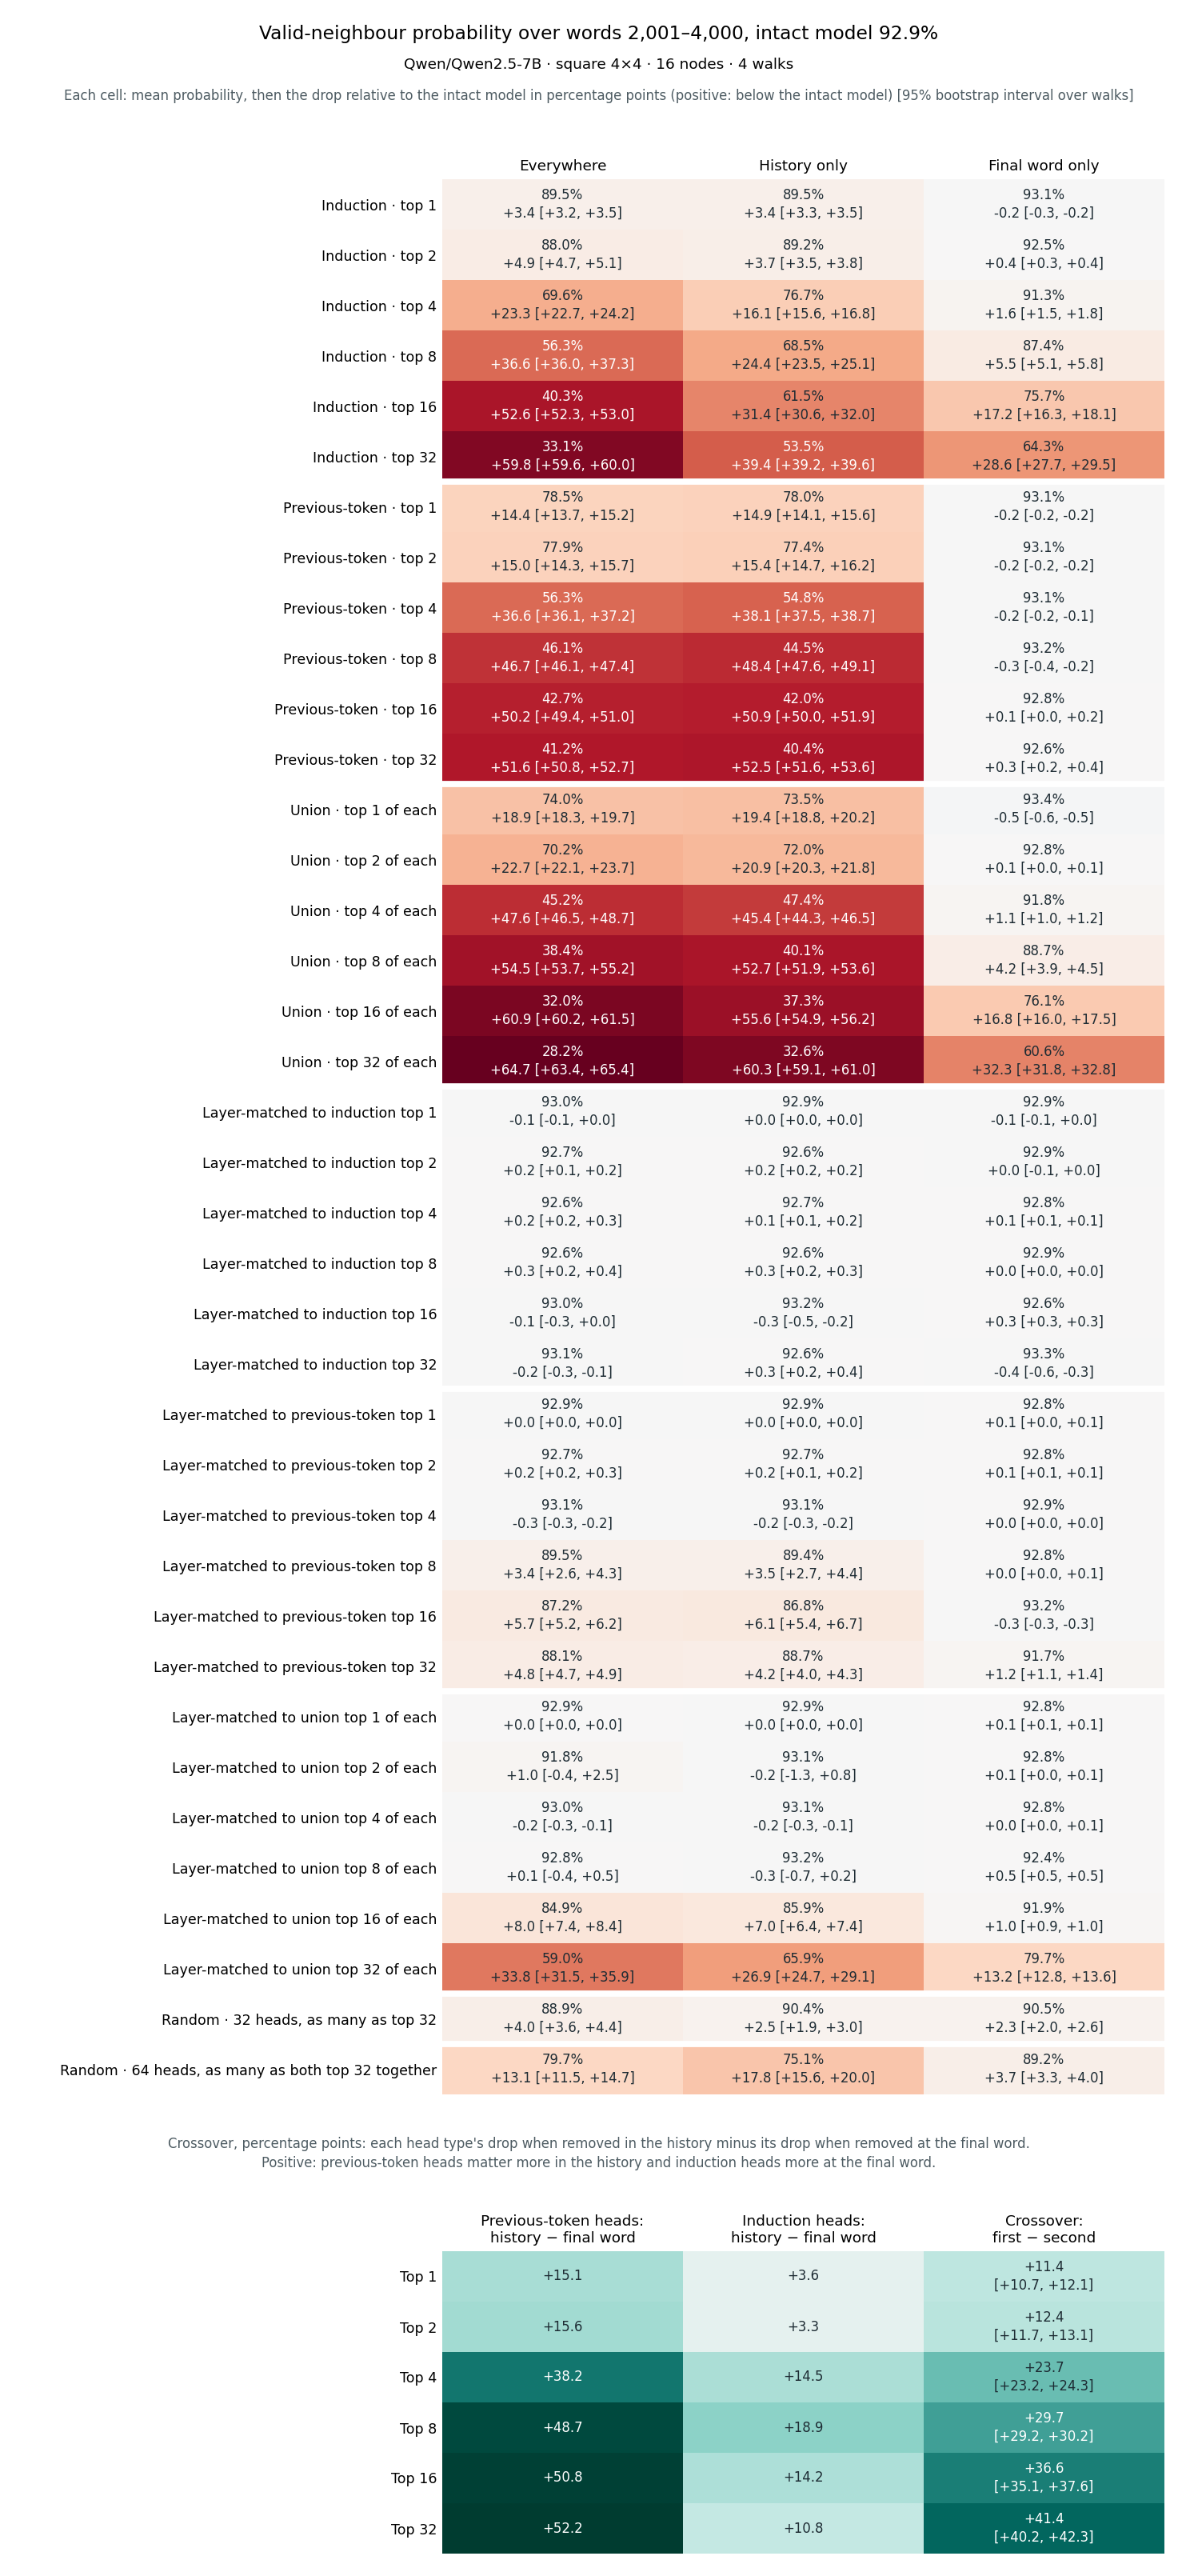 Valid-neighbour probability over words 2,001–4,000, intact model 92.9%
Qwen/Qwen2.5-7B · square 4×4 · 16 nodes · 4 walks
Each cell: mean probability, then the drop relative to the intact model in percentage points (positive: below the intact model) [95% bootstrap interval over walks]
Everywhere History only Final word only
Induction · top 1
89.5% 89.5% 93.1%
+3.4 [+3.2, +3.5] +3.4 [+3.3, +3.5] -0.2 [-0.3, -0.2]
Induction · top 2
88.0% 89.2% 92.5%
+4.9 [+4.7, +5.1] +3.7 [+3.5, +3.8] +0.4 [+0.3, +0.4]
Induction · top 4
69.6% 76.7% 91.3%
+23.3 [+22.7, +24.2] +16.1 [+15.6, +16.8] +1.6 [+1.5, +1.8]
Induction · top 8
56.3% 68.5% 87.4%
+36.6 [+36.0, +37.3] +24.4 [+23.5, +25.1] +5.5 [+5.1, +5.8]
Induction · top 16
40.3% 61.5% 75.7%
+52.6 [+52.3, +53.0] +31.4 [+30.6, +32.0] +17.2 [+16.3, +18.1]
Induction · top 32
33.1% 53.5% 64.3%
+59.8 [+59.6, +60.0] +39.4 [+39.2, +39.6] +28.6 [+27.7, +29.5]
Previous-token · top 1
78.5% 78.0% 93.1%
+14.4 [+13.7, +15.2] +14.9 [+14.1, +15.6] -0.2 [-0.2, -0.2]
Previous-token · top 2
77.9% 77.4% 93.1%
+15.0 [+14.3, +15.7] +15.4 [+14.7, +16.2] -0.2 [-0.2, -0.2]
Previous-token · top 4
56.3% 54.8% 93.1%
+36.6 [+36.1, +37.2] +38.1 [+37.5, +38.7] -0.2 [-0.2, -0.1]
Previous-token · top 8
46.1% 44.5% 93.2%
+46.7 [+46.1, +47.4] +48.4 [+47.6, +49.1] -0.3 [-0.4, -0.2]
Previous-token · top 16
42.7% 42.0% 92.8%
+50.2 [+49.4, +51.0] +50.9 [+50.0, +51.9] +0.1 [+0.0, +0.2]
Previous-token · top 32
41.2% 40.4% 92.6%
+51.6 [+50.8, +52.7] +52.5 [+51.6, +53.6] +0.3 [+0.2, +0.4]
Union · top 1 of each
74.0% 73.5% 93.4%
+18.9 [+18.3, +19.7] +19.4 [+18.8, +20.2] -0.5 [-0.6, -0.5]
Union · top 2 of each
70.2% 72.0% 92.8%
+22.7 [+22.1, +23.7] +20.9 [+20.3, +21.8] +0.1 [+0.0, +0.1]
Union · top 4 of each
45.2% 47.4% 91.8%
+47.6 [+46.5, +48.7] +45.4 [+44.3, +46.5] +1.1 [+1.0, +1.2]
Union · top 8 of each
38.4% 40.1% 88.7%
+54.5 [+53.7, +55.2] +52.7 [+51.9, +53.6] +4.2 [+3.9, +4.5]
Union · top 16 of each
32.0% 37.3% 76.1%
+60.9 [+60.2, +61.5] +55.6 [+54.9, +56.2] +16.8 [+16.0, +17.5]
Union · top 32 of each
28.2% 32.6% 60.6%
+64.7 [+63.4, +65.4] +60.3 [+59.1, +61.0] +32.3 [+31.8, +32.8]
Layer-matched to induction top 1
93.0% 92.9% 92.9%
-0.1 [-0.1, +0.0] +0.0 [+0.0, +0.0] -0.1 [-0.1, +0.0]
Layer-matched to induction top 2
92.7% 92.6% 92.9%
+0.2 [+0.1, +0.2] +0.2 [+0.2, +0.2] +0.0 [-0.1, +0.0]
Layer-matched to induction top 4
92.6% 92.7% 92.8%
+0.2 [+0.2, +0.3] +0.1 [+0.1, +0.2] +0.1 [+0.1, +0.1]
Layer-matched to induction top 8
92.6% 92.6% 92.9%
+0.3 [+0.2, +0.4] +0.3 [+0.2, +0.3] +0.0 [+0.0, +0.0]
Layer-matched to induction top 16
93.0% 93.2% 92.6%
-0.1 [-0.3, +0.0] -0.3 [-0.5, -0.2] +0.3 [+0.3, +0.3]
Layer-matched to induction top 32
93.1% 92.6% 93.3%
-0.2 [-0.3, -0.1] +0.3 [+0.2, +0.4] -0.4 [-0.6, -0.3]
Layer-matched to previous-token top 1
92.9% 92.9% 92.8%
+0.0 [+0.0, +0.0] +0.0 [+0.0, +0.0] +0.1 [+0.0, +0.1]
Layer-matched to previous-token top 2
92.7% 92.7% 92.8%
+0.2 [+0.2, +0.3] +0.2 [+0.1, +0.2] +0.1 [+0.1, +0.1]
Layer-matched to previous-token top 4
93.1% 93.1% 92.9%
-0.3 [-0.3, -0.2] -0.2 [-0.3, -0.2] +0.0 [+0.0, +0.0]
Layer-matched to previous-token top 8
89.5% 89.4% 92.8%
+3.4 [+2.6, +4.3] +3.5 [+2.7, +4.4] +0.0 [+0.0, +0.1]
Layer-matched to previous-token top 16
87.2% 86.8% 93.2%
+5.7 [+5.2, +6.2] +6.1 [+5.4, +6.7] -0.3 [-0.3, -0.3]
Layer-matched to previous-token top 32
88.1% 88.7% 91.7%
+4.8 [+4.7, +4.9] +4.2 [+4.0, +4.3] +1.2 [+1.1, +1.4]
Layer-matched to union top 1 of each
92.9% 92.9% 92.8%
+0.0 [+0.0, +0.0] +0.0 [+0.0, +0.0] +0.1 [+0.1, +0.1]
Layer-matched to union top 2 of each
91.8% 93.1% 92.8%
+1.0 [-0.4, +2.5] -0.2 [-1.3, +0.8] +0.1 [+0.0, +0.1]
Layer-matched to union top 4 of each
93.0% 93.1% 92.8%
-0.2 [-0.3, -0.1] -0.2 [-0.3, -0.1] +0.0 [+0.0, +0.1]
Layer-matched to union top 8 of each
92.8% 93.2% 92.4%
+0.1 [-0.4, +0.5] -0.3 [-0.7, +0.2] +0.5 [+0.5, +0.5]
Layer-matched to union top 16 of each
84.9% 85.9% 91.9%
+8.0 [+7.4, +8.4] +7.0 [+6.4, +7.4] +1.0 [+0.9, +1.0]
Layer-matched to union top 32 of each
59.0% 65.9% 79.7%
+33.8 [+31.5, +35.9] +26.9 [+24.7, +29.1] +13.2 [+12.8, +13.6]
Random · 32 heads, as many as top 32
88.9% 90.4% 90.5%
+4.0 [+3.6, +4.4] +2.5 [+1.9, +3.0] +2.3 [+2.0, +2.6]
Random · 64 heads, as many as both top 32 together
79.7% 75.1% 89.2%
+13.1 [+11.5, +14.7] +17.8 [+15.6, +20.0] +3.7 [+3.3, +4.0]
Crossover, percentage points: each head type's drop when removed in the history minus its drop when removed at the final word.
Positive: previous-token heads matter more in the history and induction heads more at the final word.
Previous-token heads: Induction heads: Crossover:
history − final word history − final word first − second
Top 1 +15.1 +3.6 +11.4
[+10.7, +12.1]
Top 2 +15.6 +3.3 +12.4
[+11.7, +13.1]
Top 4 +38.2 +14.5 +23.7
[+23.2, +24.3]
Top 8 +48.7 +18.9 +29.7
[+29.2, +30.2]
Top 16 +50.8 +14.2 +36.6
[+35.1, +37.6]
Top 32 +52.2 +10.8 +41.4
[+40.2, +42.3]